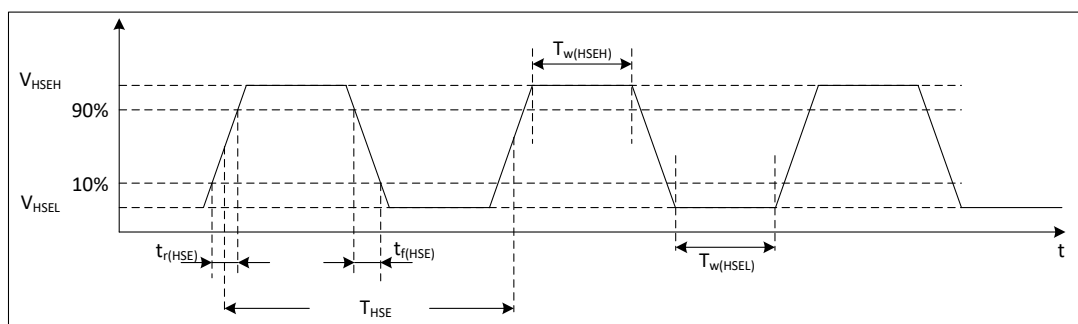 T_w(HSEH)
V_HSEH
90%
10%
V_HSEL
t_r(HSE)
t_f(HSE)
T_w(HSEL)
t
T_HSE